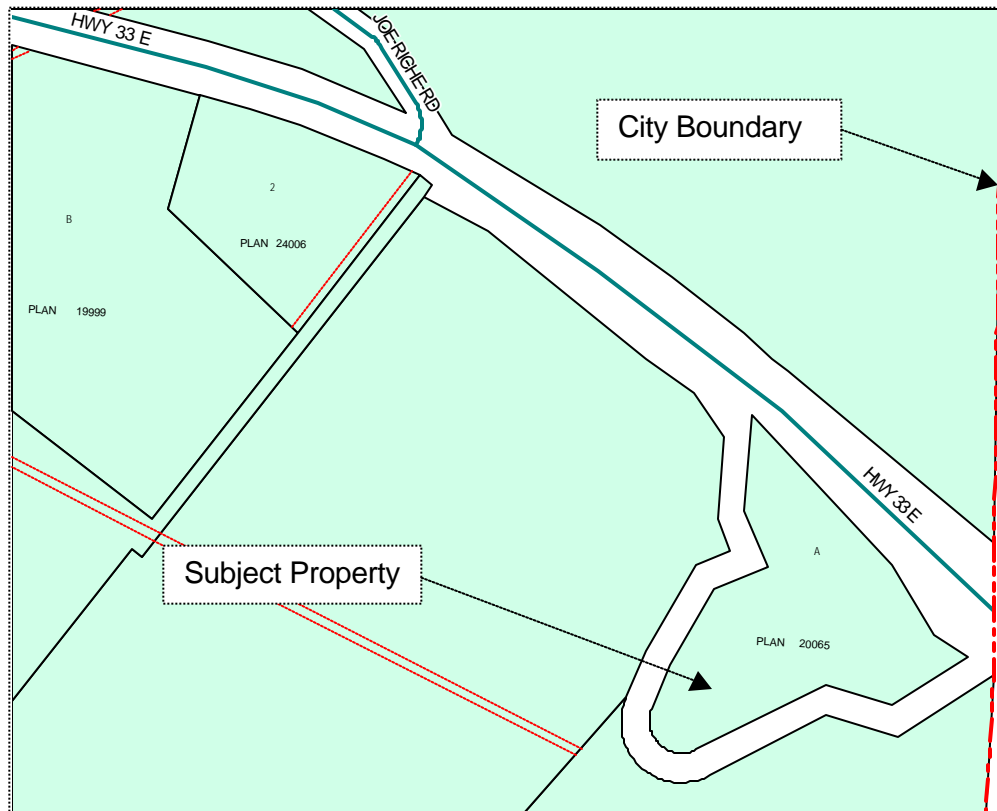 HWY 33 E
JOE-RICHE-RD
City Boundary
2
B
PLAN 24006
PLAN 19999
HWY 33 E
A
Subject Property
PLAN 20065